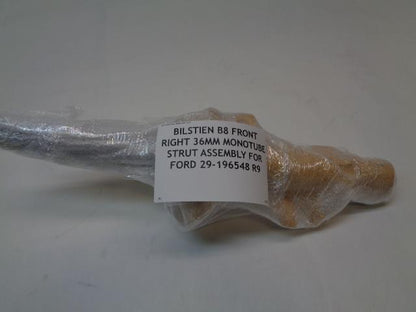 BILSTIEN B8 FRONT
RIGHT 36MM MONOTUBE
STRUT ASSEMBLY FOR
FORD 29-196548 R9